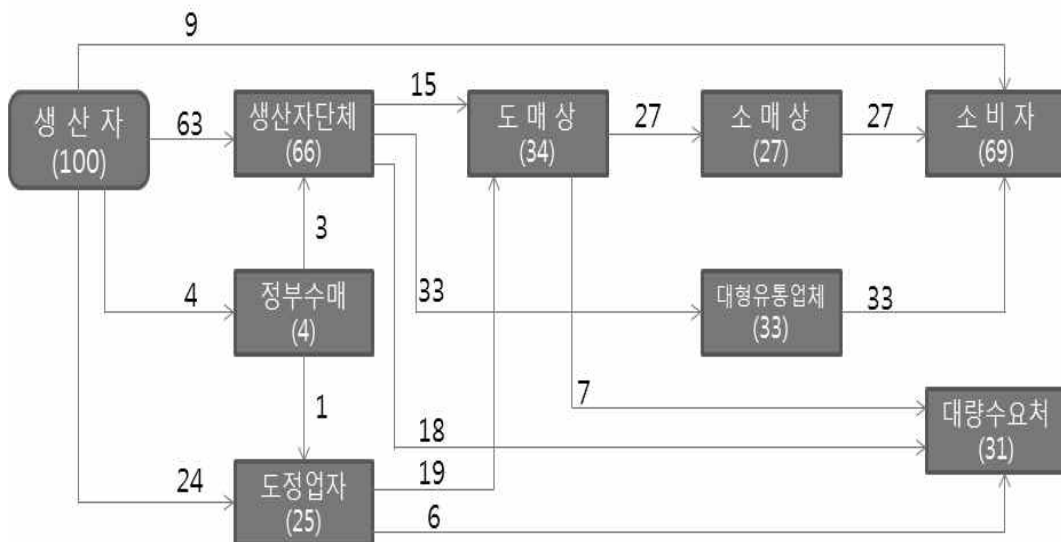 9
생 산 자
(100)
63
생산자단체
(66)
15
도 매 상
(34)
27
소 매 상
(27)
27
소 비 자
(69)
3
4
정부수매
(4)
33
대형유통업체
(33)
33
1
7
18
대량수요처
(31)
24
도정업자
(25)
19
6